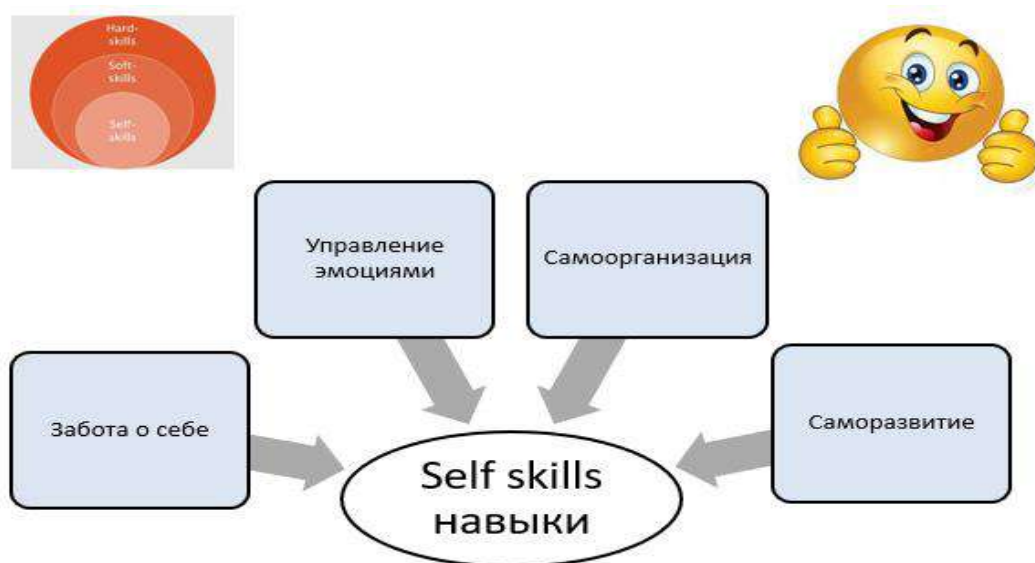 Hard-
skills
Soft-
skills
Self-
skills
Управление
эмоциями
Самоорганизация
Забота о себе
Саморазвитие
Self skills
навыки